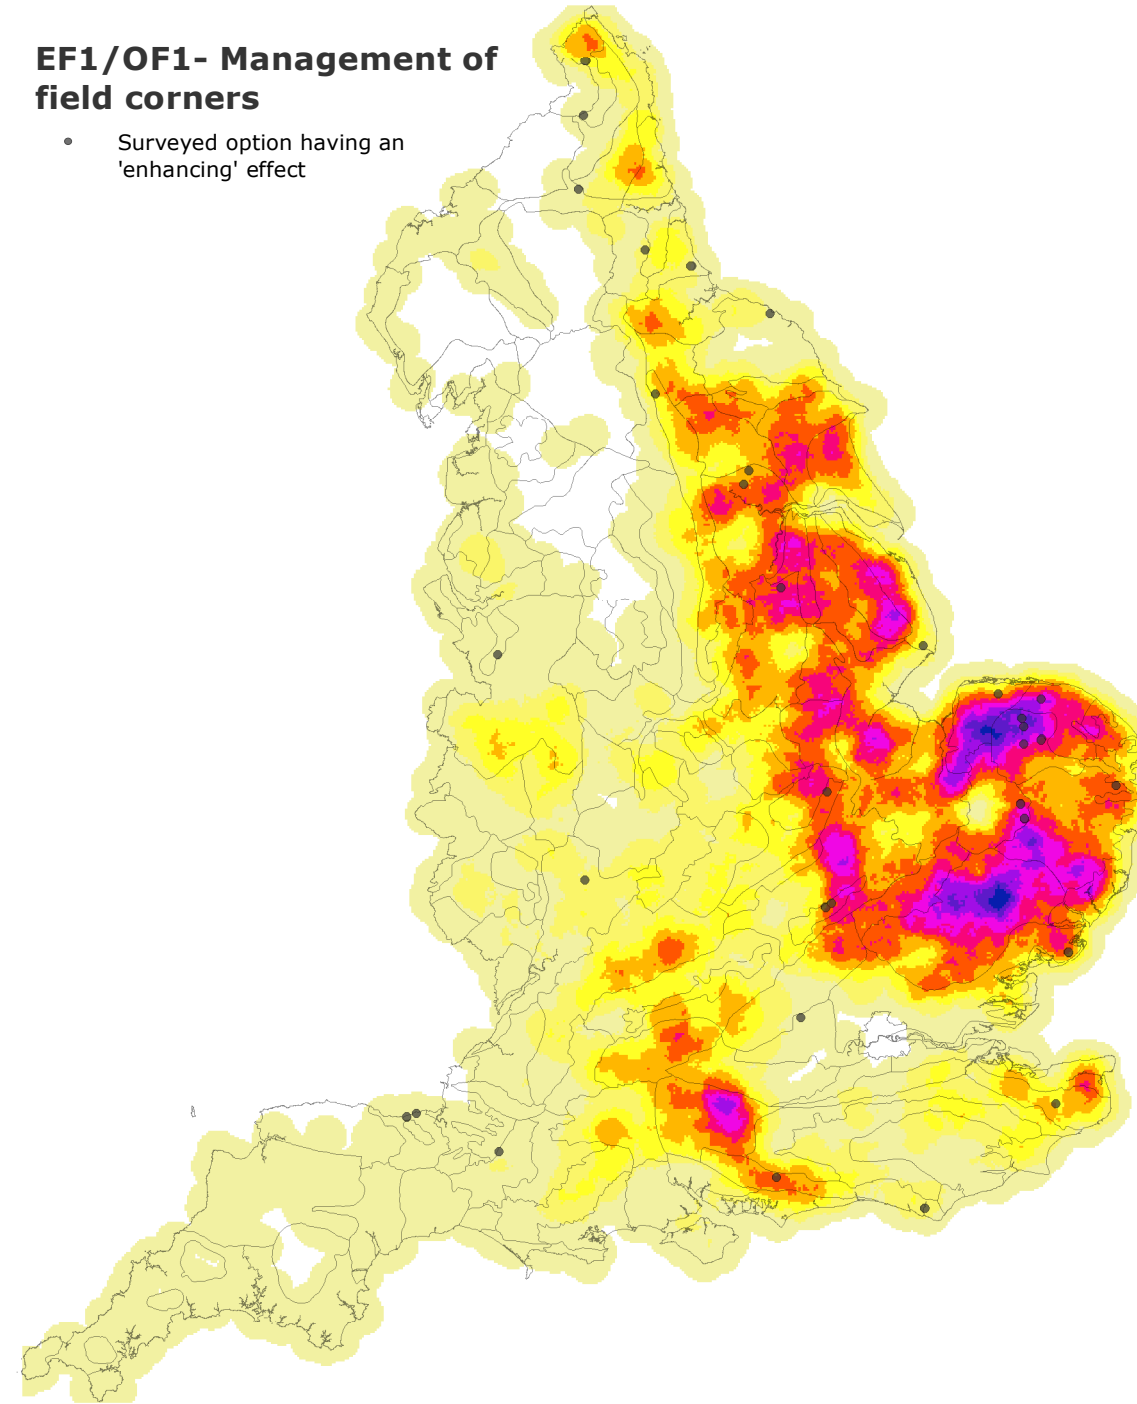 EF1/OF1- Management of
field corners
Surveyed option having an
'enhancing' effect